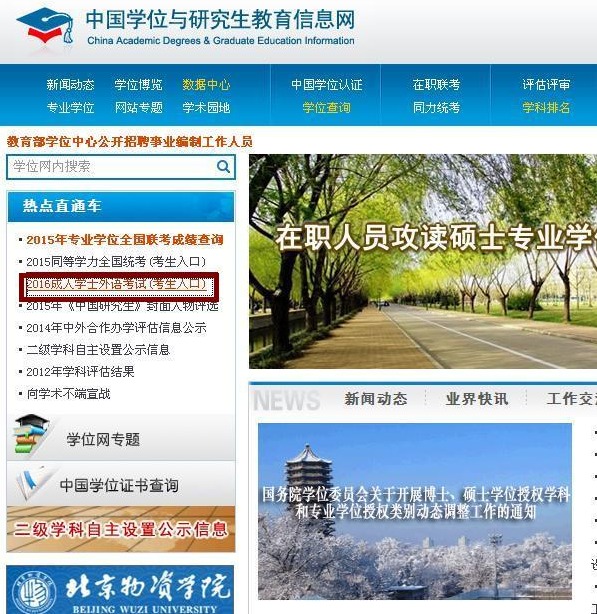 中国学位与研究生教育信息网
China Academic Degrees & Graduate Education Information
新闻动态 学位博览 数据中心 中国学位认证 在职联考 评估评审
专业学位 网站专题 学术园地 学位查询 同力统考 学科排名
教育部学位中心公开招聘事业编制工作人员
学位网内搜索
热点直通车
2015年专业学位全国联考成绩查询
2015同等学力全国统考(考生入口)
2016成人学士外语考试(考生入口)
2015年《中国研究生》封面人物评选
2014年中外合作办学评估信息公示
二级学科自主设置公示信息
2012年学科评估结果
向学术不端宣战
学位网专题
中国学位证书查询
二级学科自主设置公示信息
北京物资学院
BEIJING WUZI UNIVERSITY
在职人员攻读硕士专业学
NEWS 新闻动态 业界快讯 工作交
国务院学位委员会关于开展博士、硕士学位授权学科
和专业学位授权类别动态调整工作的通知